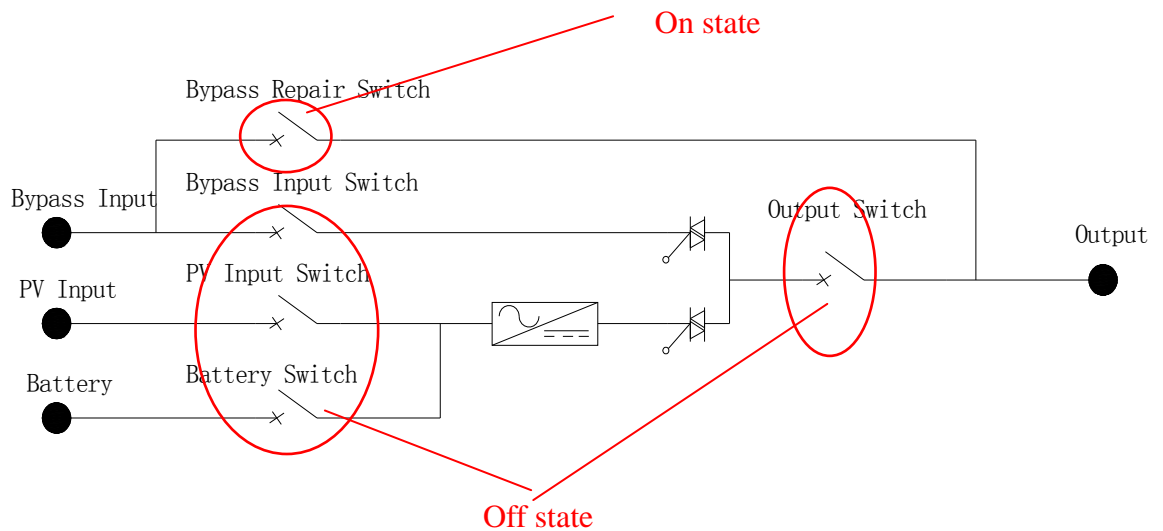 On state
Bypass Repair Switch
Bypass Input Switch
Bypass Input
Output Switch
Output
PV Input Switch
PV Input
Battery Switch
Battery
Off state